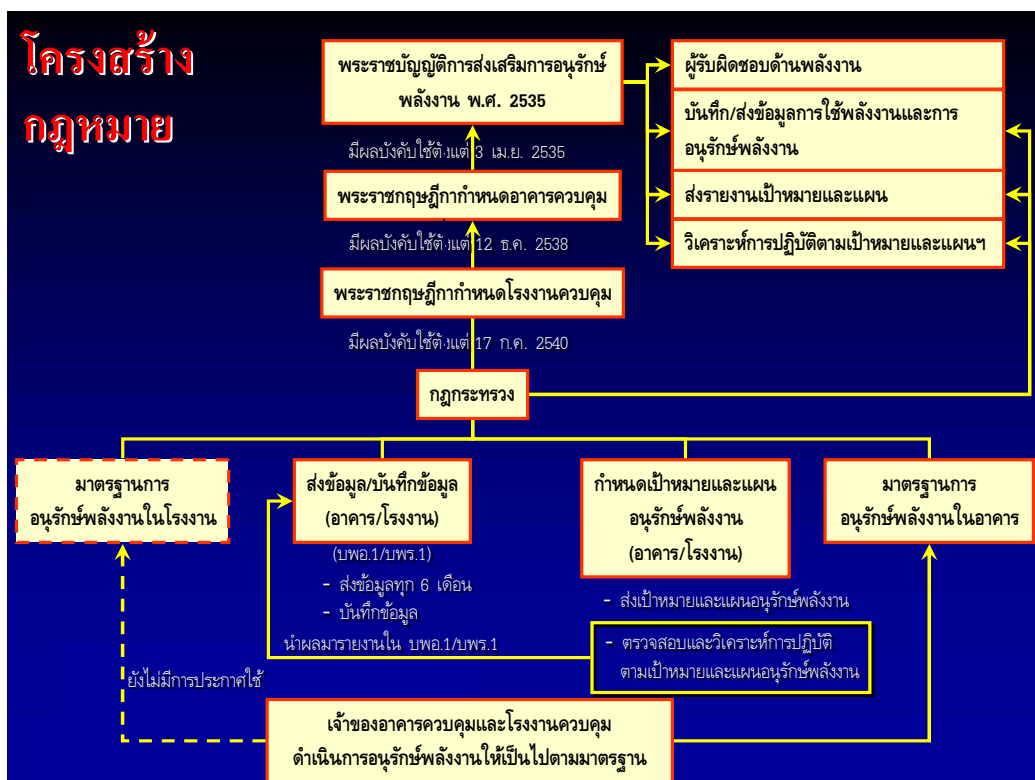 โครงสร้าง
กฎหมาย
พระราชบัญญัติการส่งเสริมการอนุรักษ์
พลังงาน พ.ศ. 2535
มีผลบังคับใช้ตั้งแต่ 3 เม.ย. 2535
พระราชกฤษฎีกากำหนดอาคารควบคุม
มีผลบังคับใช้ตั้งแต่ 12 ธ.ค. 2538
พระราชกฤษฎีกากำหนดโรงงานควบคุม
มีผลบังคับใช้ตั้งแต่ 17 ก.ค. 2540
กฎกระทรวง
ผู้รับผิดชอบด้านพลังงาน
บันทึก/ส่งข้อมูลการใช้พลังงานและการ
อนุรักษ์พลังงาน
ส่งรายงานเป้าหมายและแผน
วิเคราะห์การปฏิบัติตามเป้าหมายและแผนฯ
มาตรฐานการ
อนุรักษ์พลังงานในโรงงาน
ส่งข้อมูล/บันทึกข้อมูล
(อาคาร/โรงงาน)
(บพอ.1/บพร.1)
- ส่งข้อมูลทุก 6 เดือน
- บันทึกข้อมูล
นำผลมารายงานใน บพอ.1/บพร.1
กำหนดเป้าหมายและแผน
อนุรักษ์พลังงาน
(อาคาร/โรงงาน)
- ส่งเป้าหมายและแผนอนุรักษ์พลังงาน
- ตรวจสอบและวิเคราะห์การปฏิบัติ
ตามเป้าหมายและแผนอนุรักษ์พลังงาน
มาตรฐานการ
อนุรักษ์พลังงานในอาคาร
ยังไม่มีการประกาศใช้
เจ้าของอาคารควบคุมและโรงงานควบคุม
ดำเนินการอนุรักษ์พลังงานให้เป็นไปตามมาตรฐาน